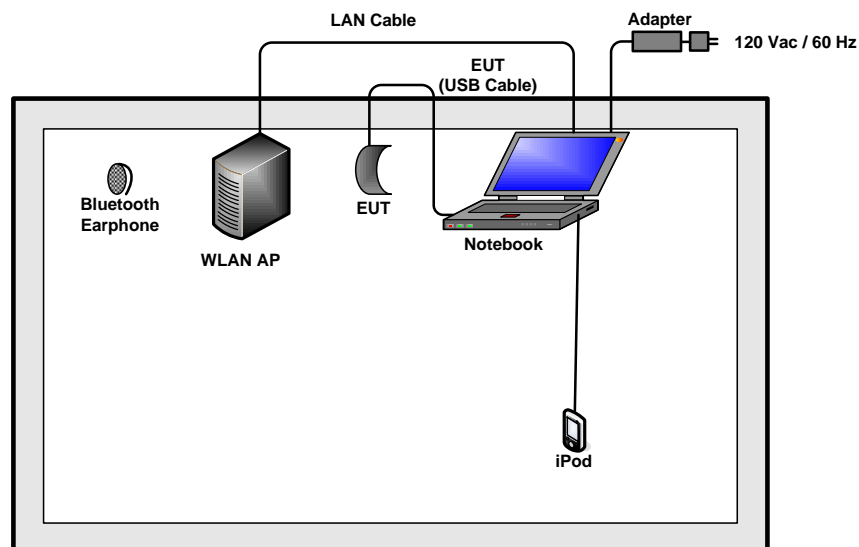 LAN Cable
Adapter
120 Vac / 60 Hz
EUT
(USB Cable)
Bluetooth
Earphone
WLAN AP
EUT
Notebook
iPod